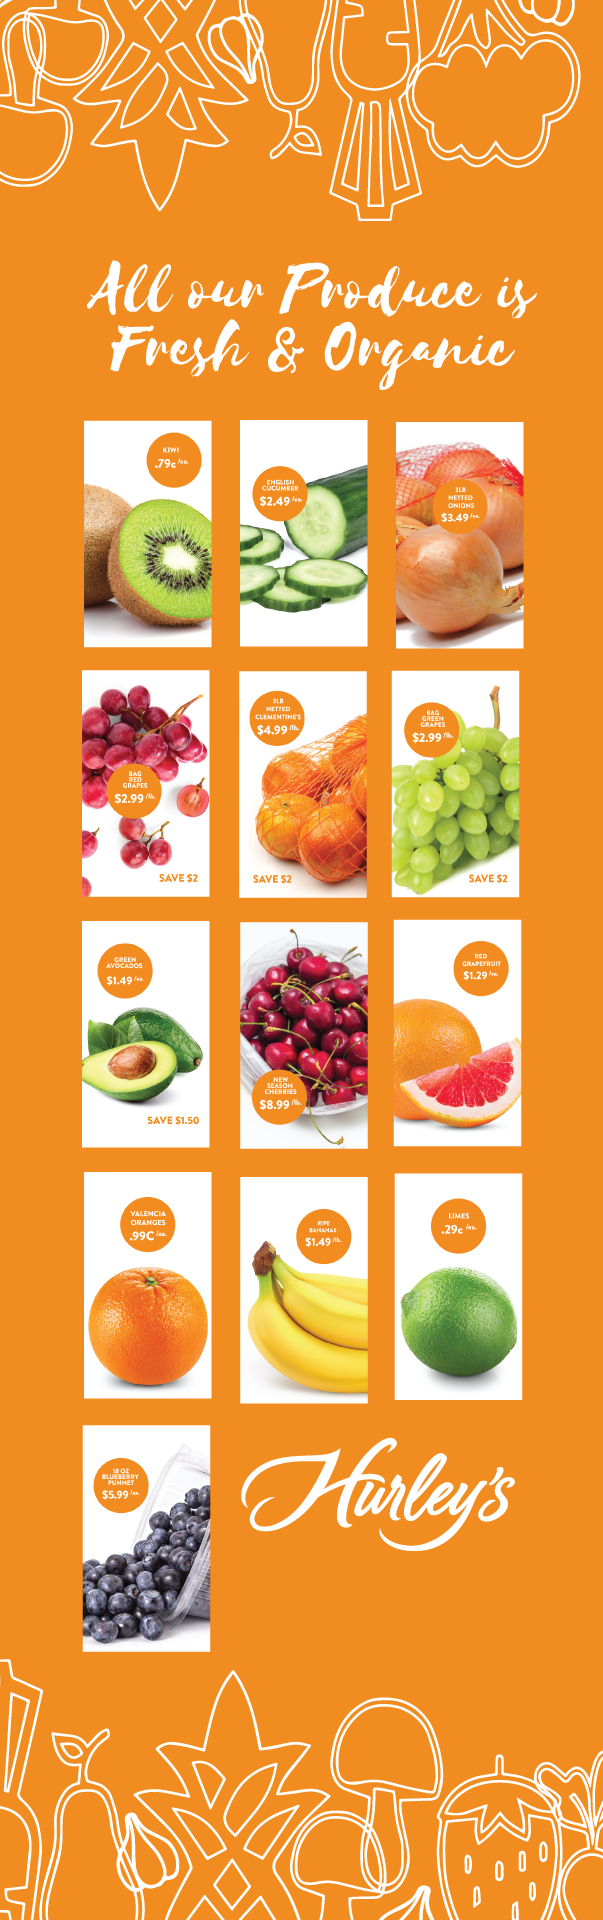 All our Produce is
Fresh & Organic
KIWI
.79c /ea.
ENGLISH
CUCUMBER
$2.49 /ea.
3LB
NETTED
ONIONS
$3.49 /ea.
BAG
RED
GRAPES
$2.99 /lb.
SAVE $2
3LB
NETTED
CLEMENTINE'S
$4.99 /lb.
SAVE $2
BAG
GREEN
GRAPES
$2.99 /lb.
SAVE $2
GREEN
AVOCADOS
$1.49 /ea.
SAVE $1.50
NEW
SEASON
CHERRIES
$8.99 /lb.
RED
GRAPEFRUIT
$1.29 /ea.
VALENCIA
ORANGES
.99C /ea.
RIPE
BANANAS
$1.49 /lb.
LIMES
.29c /ea.
18 OZ
BLUEBERRY
PUNNET
$5.99 /ea.
Hurley's